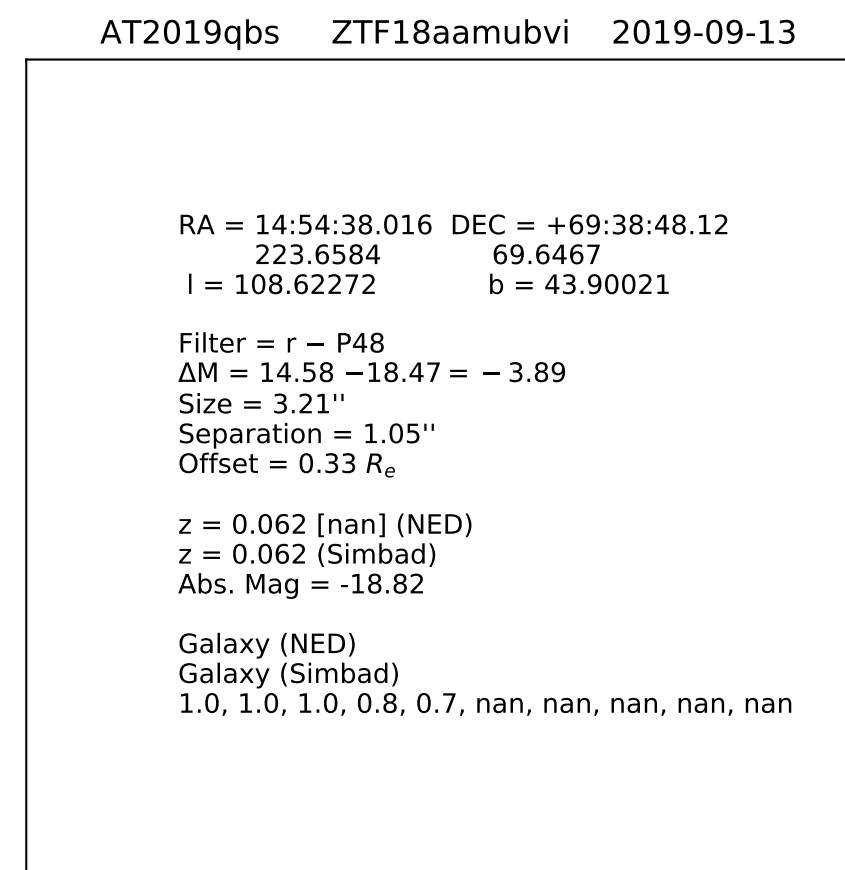 AT2019qbs ZTF18aamubvi 2019-09-13
RA = 14:54:38.016 DEC = +69:38:48.12
223.6584 69.6467
l = 108.62272 b = 43.90021
Filter = r − P48
ΔM = 14.58 −18.47 = − 3.89
Size = 3.21''
Separation = 1.05''
Offset = 0.33 Re
z = 0.062 [nan] (NED)
z = 0.062 (Simbad)
Abs. Mag = -18.82
Galaxy (NED)
Galaxy (Simbad)
1.0, 1.0, 1.0, 0.8, 0.7, nan, nan, nan, nan, nan